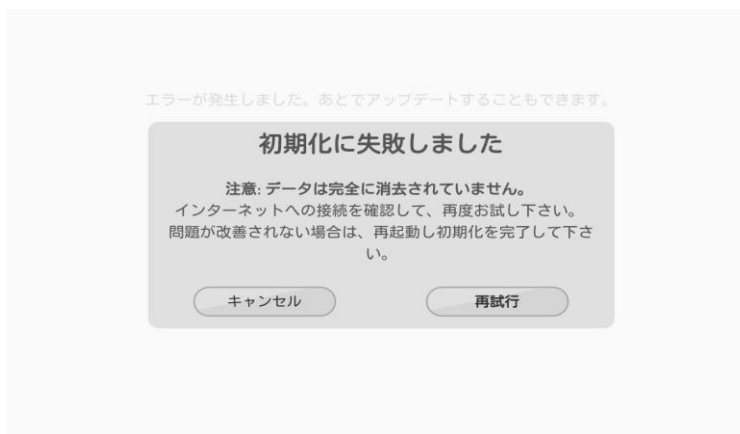 エラーが発生しました。あとでアップデートすることもできます。
初期化に失敗しました
注意: データは完全に消去されていません。
インターネットへの接続を確認して、再度お試し下さい。
問題が改善されない場合は、再起動し初期化を完了して下さ
い。
キャンセル
再試行